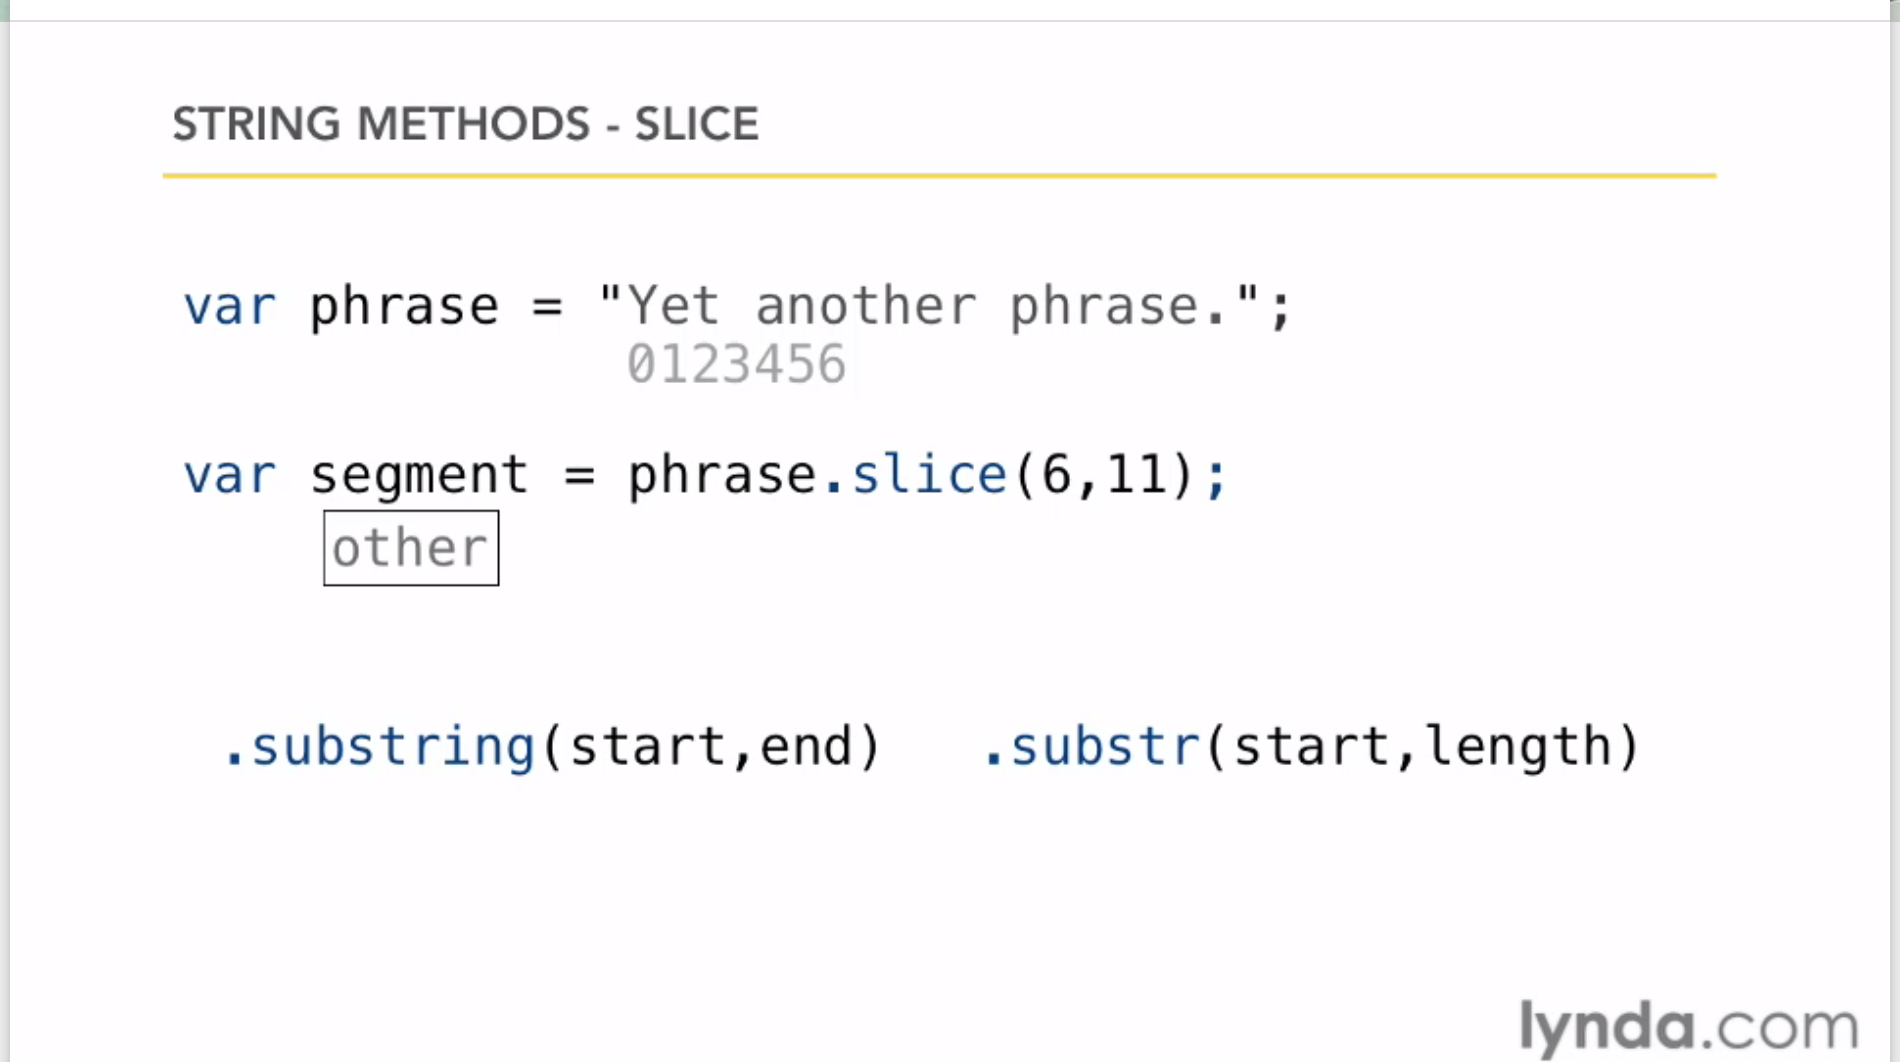 STRING METHODS - SLICE
var phrase = "Yet another phrase.";
0123456
var segment = phrase.slice(6,11);
other
.substring(start,end) .substr(start,length)
lynda.com